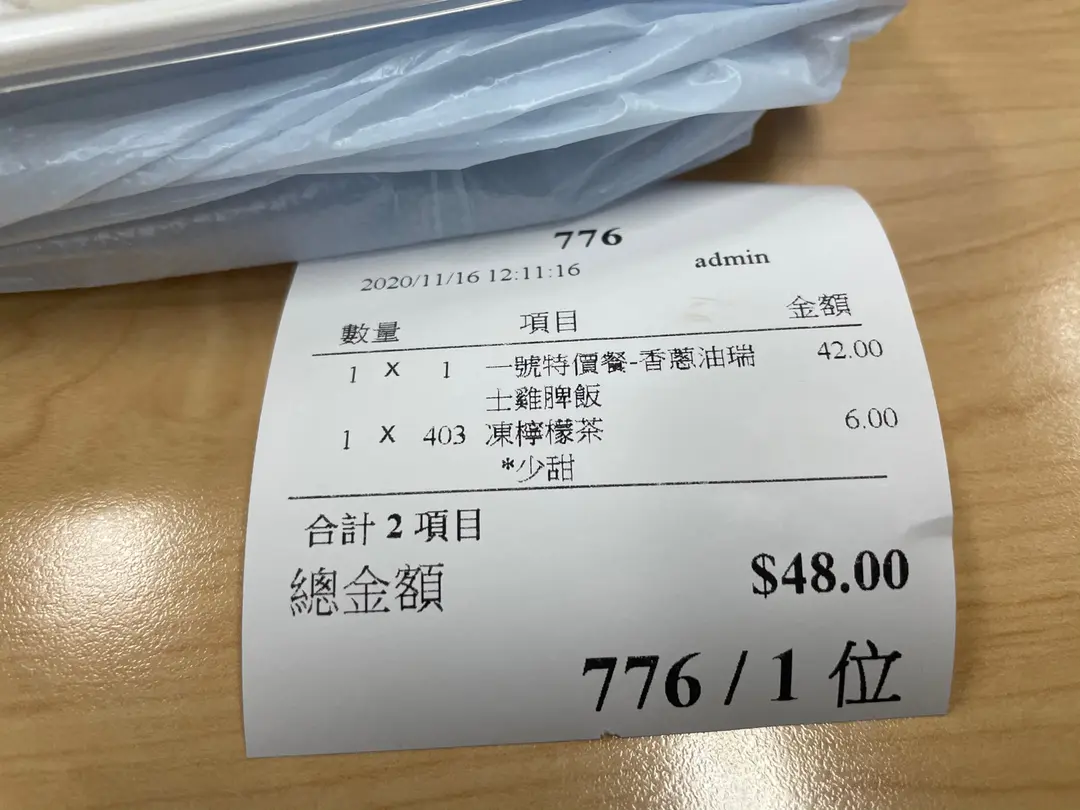 776
2020/11/16 12:11:16 admin
數量 項目 金額
1 X 1 一號特價餐-香蔥油瑞 42.00
士雞脾飯
1 X 403 凍檸檬茶 6.00
*少甜
合計 2 項目
總金額 $48.00
776 / 1 位